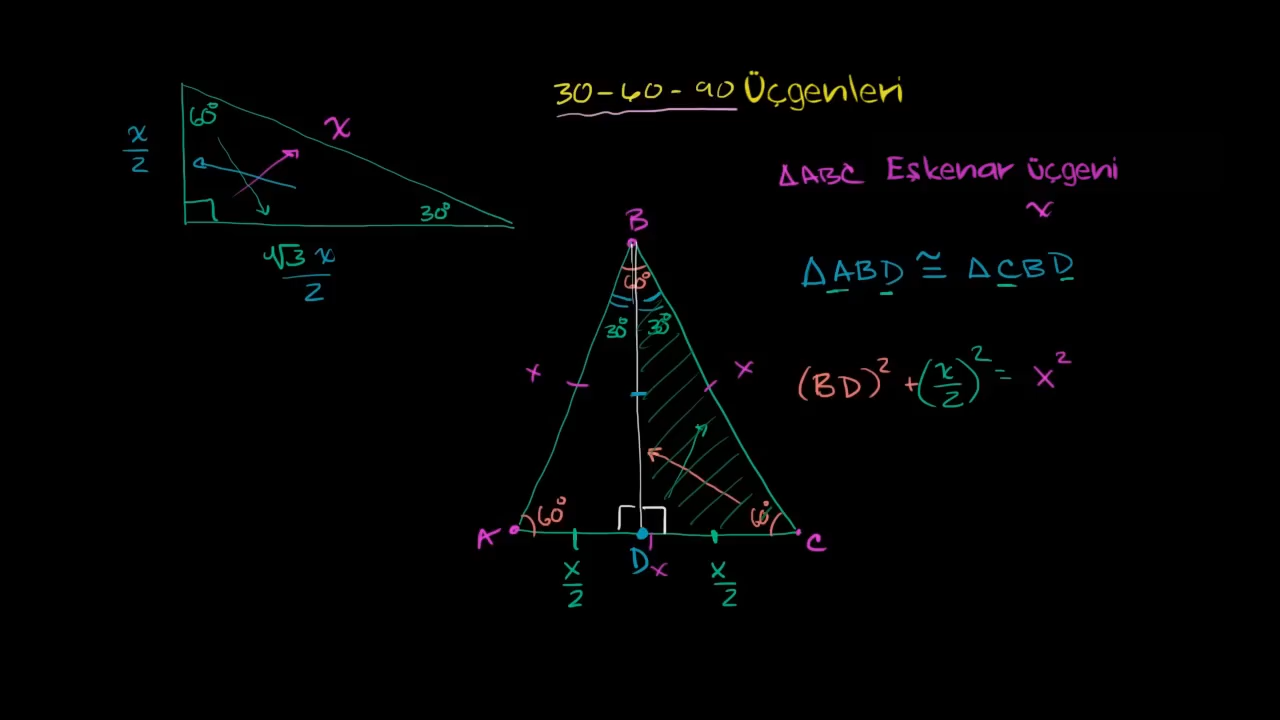 30-60-90 Üçgenleri
60° x
x/2
30°
√3 x/2
ΔABC Eşkenar üçgeni
x
B
60°
ΔABD ≅ ΔCBD
30° 30°
x x
(BD)² + (x/2)² = x²
60° 60°
A D x C
x/2 x/2